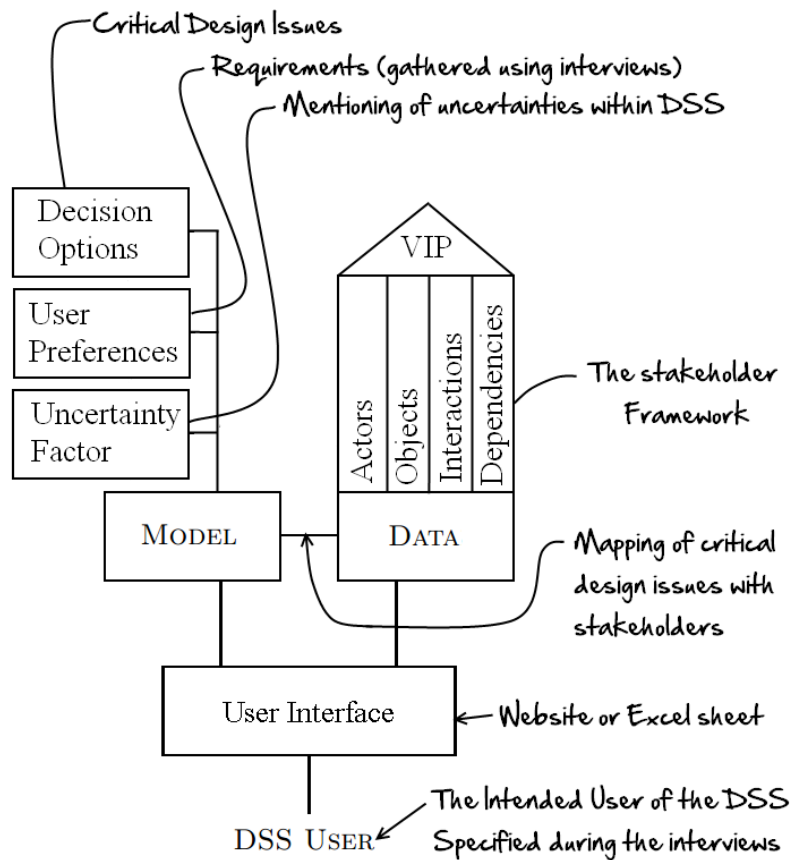 Critical Design Issues
Requirements (gathered using interviews)
Mentioning of uncertainties within DSS
Decision
Options
User
Preferences
Uncertainty
Factor
VIP
Actors
Objects
Interactions
Dependencies
The stakeholder
Framework
MODEL
DATA
Mapping of critical
design issues with
stakeholders
User Interface
Website or Excel sheet
DSS USER
The Intended User of the DSS
Specified during the interviews